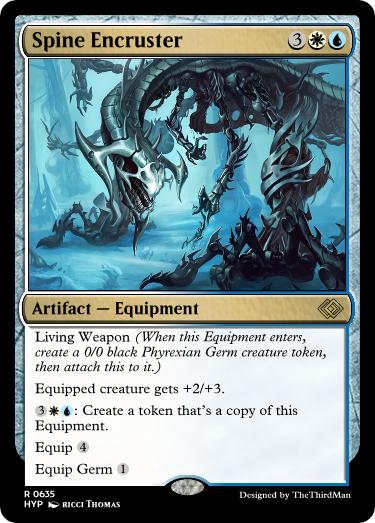 Spine Encruster 3
Artifact — Equipment
Living Weapon (When this Equipment enters,
create a 0/0 black Phyrexian Germ creature token,
then attach this to it.)
Equipped creature gets +2/+3.
3: Create a token that's a copy of this
Equipment.
Equip 4
Equip Germ 1
R 0635
HYP RICCI THOMAS
Designed by TheThirdMan